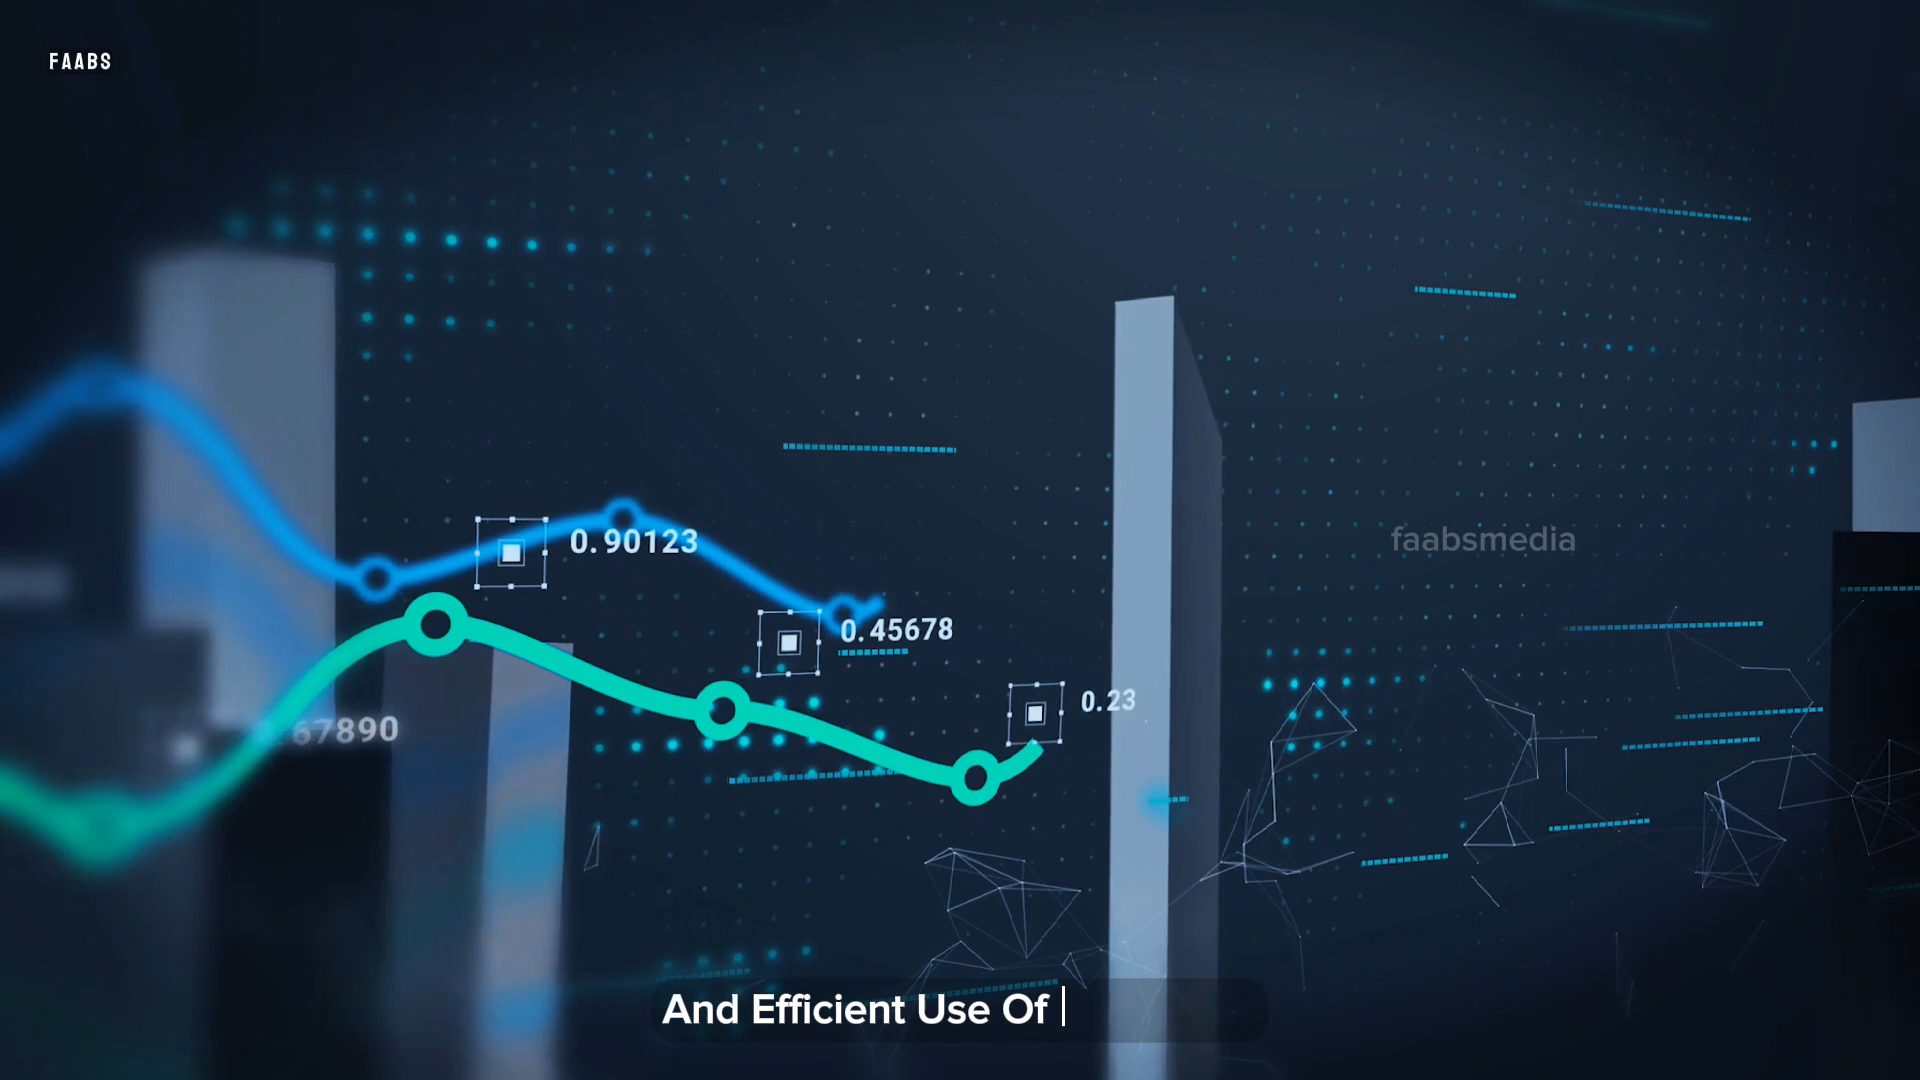 FAABS
0.90123
faabsmedia
0.45678
0.23
67890
And Efficient Use Of